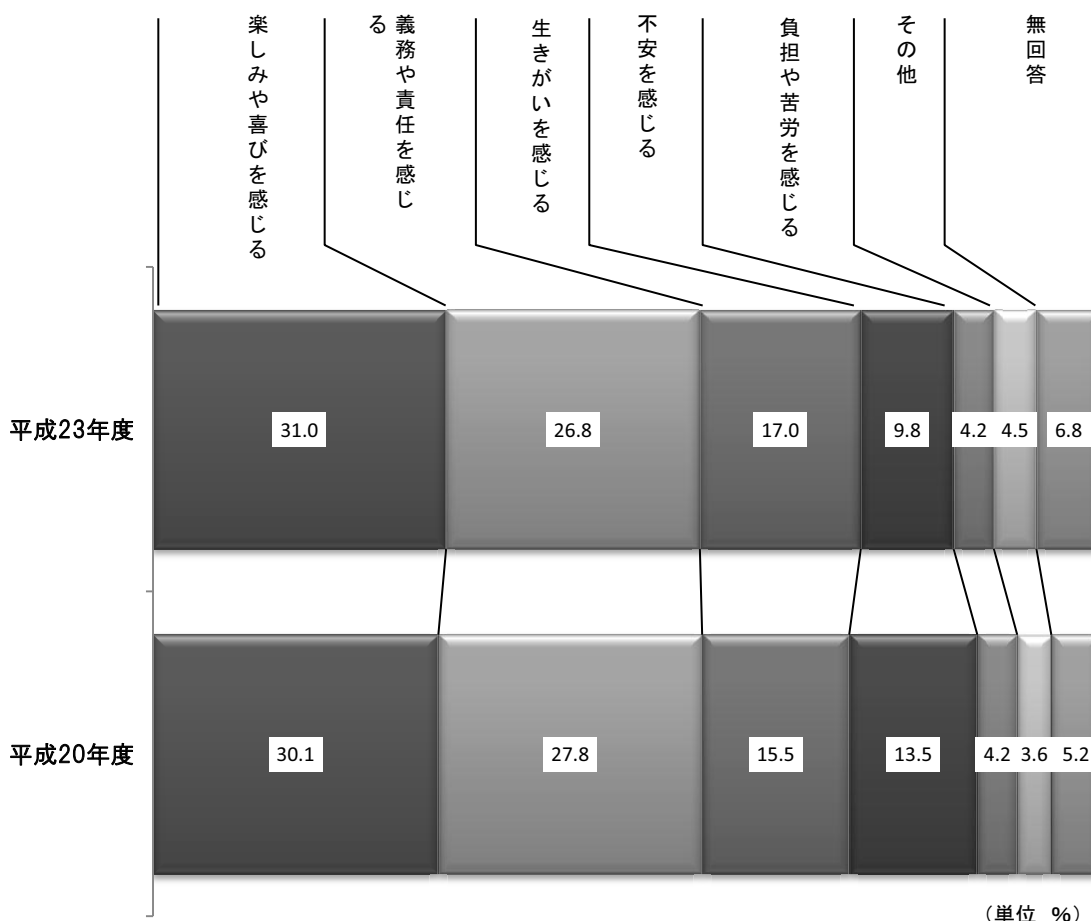 楽しみや喜びを感じる
義務や責任を感じ
る
生きがいを感じる
不安を感じる
負担や苦労を感じる
その他
無回答
平成23年度
31.0
26.8
17.0
9.8
4.2
4.5
6.8
平成20年度
30.1
27.8
15.5
13.5
4.2
3.6
5.2
(単位 %)